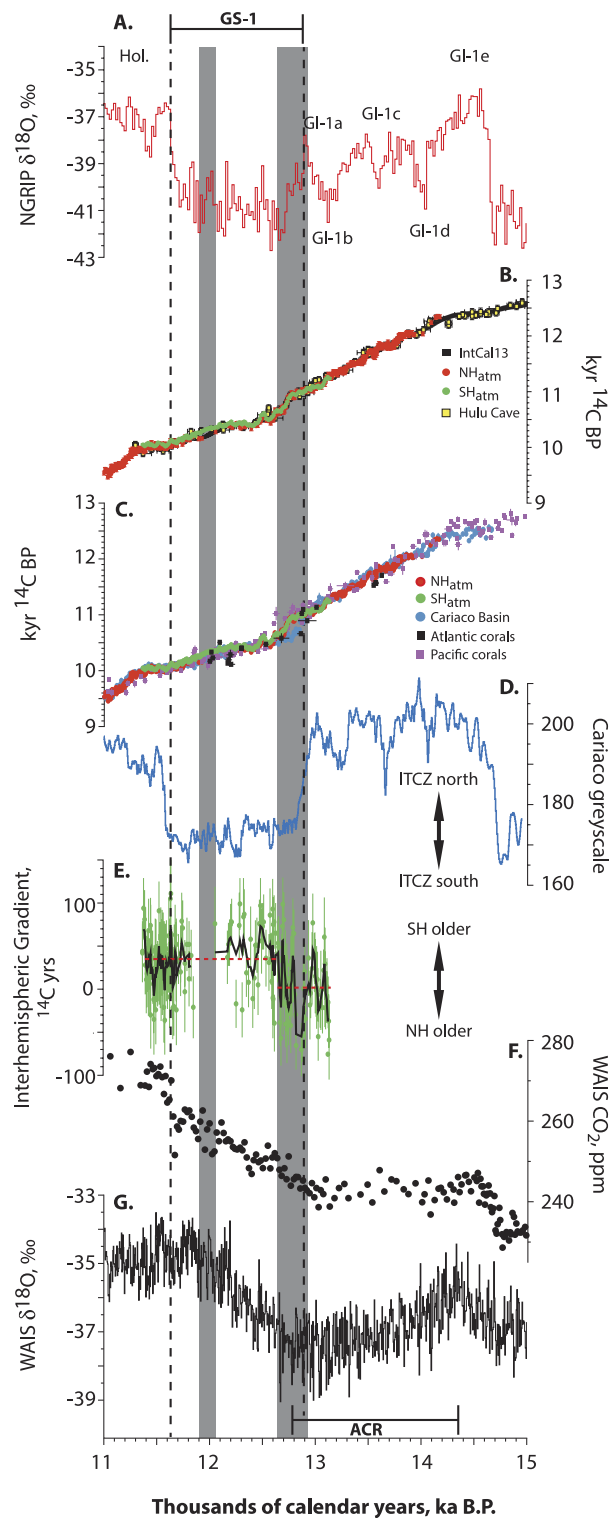 A.
GS-1
Hol.
GI-1e
GI-1a
GI-1c
GI-1b
GI-1d
-35
-37
-39
-41
-43
NGRIP δ¹⁸O, ‰
B.
13
12
11
10
9
kyr ¹⁴C BP
IntCal13
NHatm
SHatm
Hulu Cave
C.
13
12
11
10
9
kyr ¹⁴C BP
NHatm
SHatm
Cariaco Basin
Atlantic corals
Pacific corals
D.
200
180
160
Cariaco greyscale
ITCZ north
ITCZ south
E.
100
0
-100
Interhemispheric Gradient,
¹⁴C yrs
SH older
NH older
F.
280
260
240
WAIS CO₂, ppm
G.
-33
-35
-37
-39
WAIS δ¹⁸O, ‰
ACR
11 12 13 14 15
Thousands of calendar years, ka B.P.